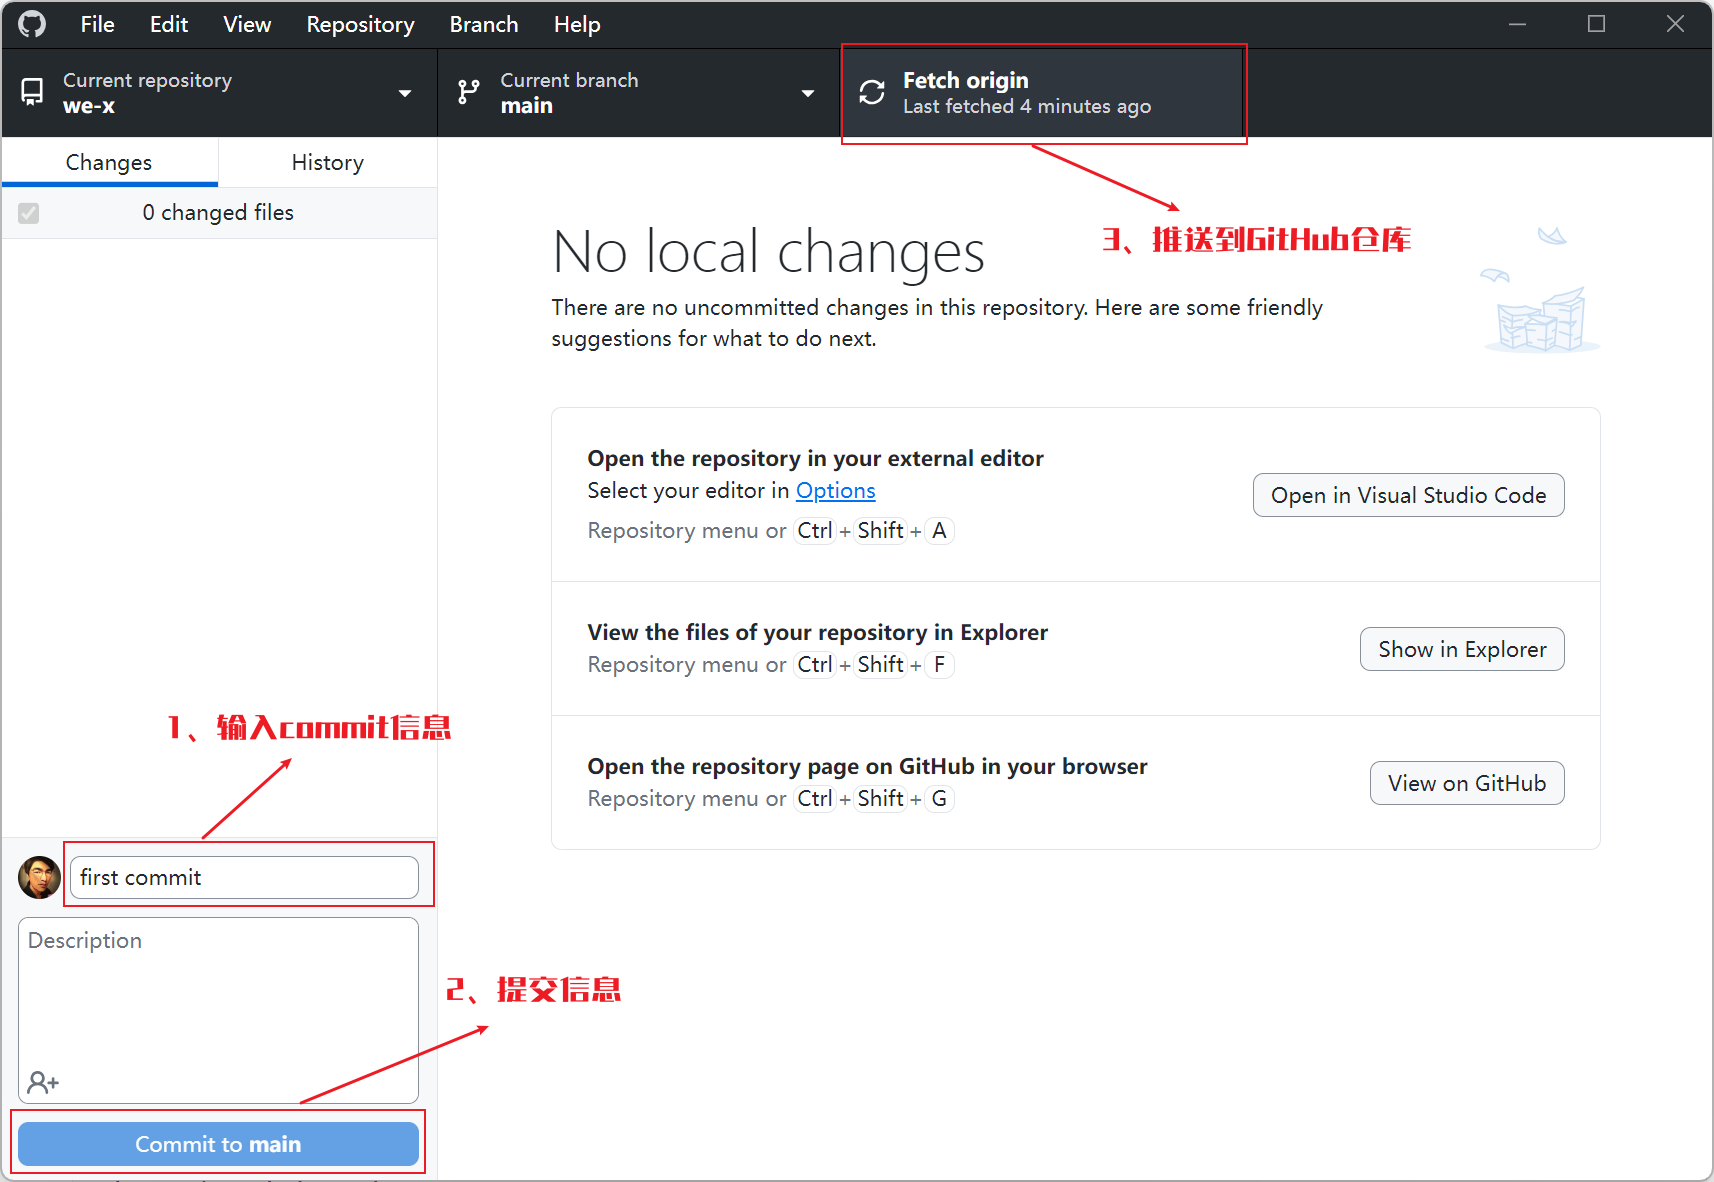 File Edit View Repository Branch Help
Current repository
we-x
Current branch
main
Fetch origin
Last fetched 4 minutes ago
Changes
History
0 changed files
3、推送到GitHub仓库
No local changes
There are no uncommitted changes in this repository. Here are some friendly
suggestions for what to do next.
Open the repository in your external editor
Select your editor in Options
Repository menu or Ctrl + Shift + A
Open in Visual Studio Code
View the files of your repository in Explorer
Repository menu or Ctrl + Shift + F
Show in Explorer
Open the repository page on GitHub in your browser
Repository menu or Ctrl + Shift + G
View on GitHub
1、输入commit信息
first commit
Description
2、提交信息
Commit to main